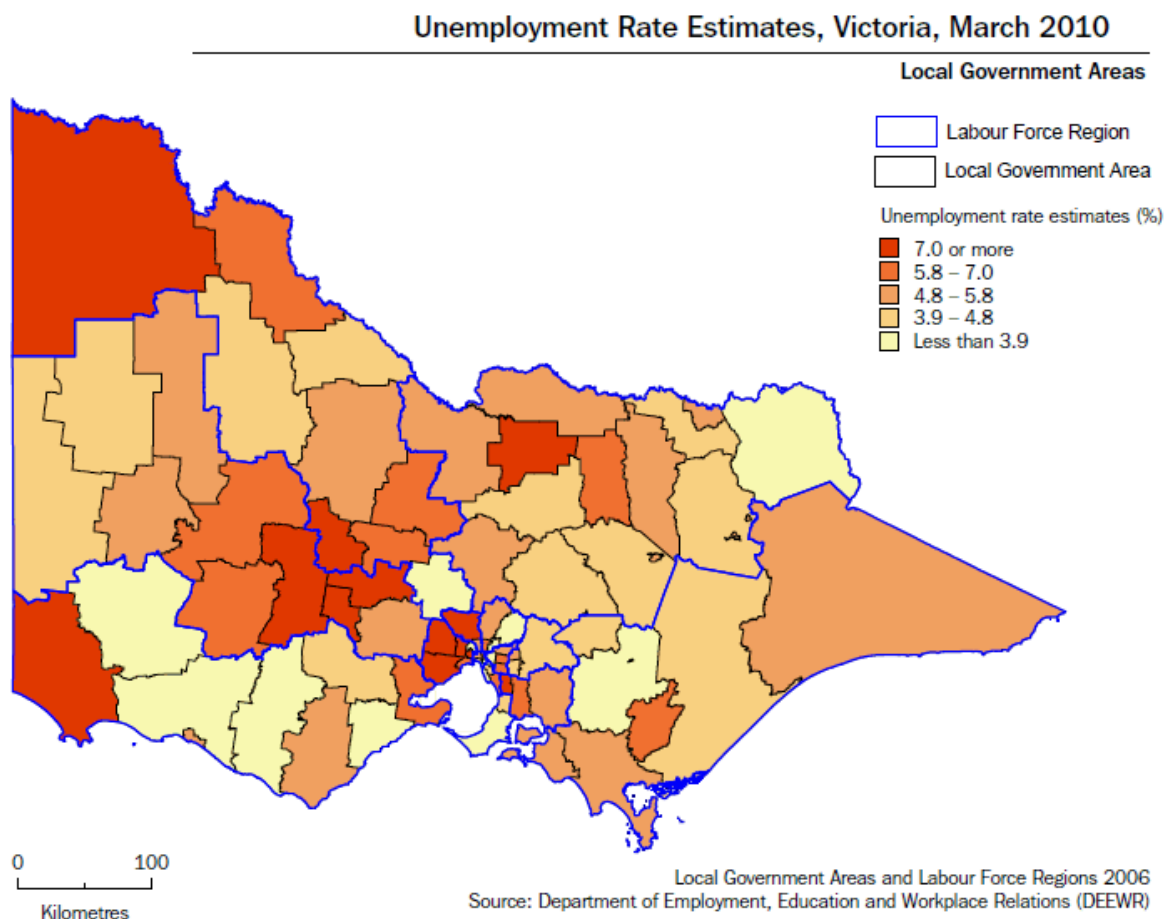 Unemployment Rate Estimates, Victoria, March 2010
Local Government Areas
Labour Force Region
Local Government Area
Unemployment rate estimates (%)
7.0 or more
5.8 – 7.0
4.8 – 5.8
3.9 – 4.8
Less than 3.9
0 100
Kilometres
Local Government Areas and Labour Force Regions 2006
Source: Department of Employment, Education and Workplace Relations (DEEWR)